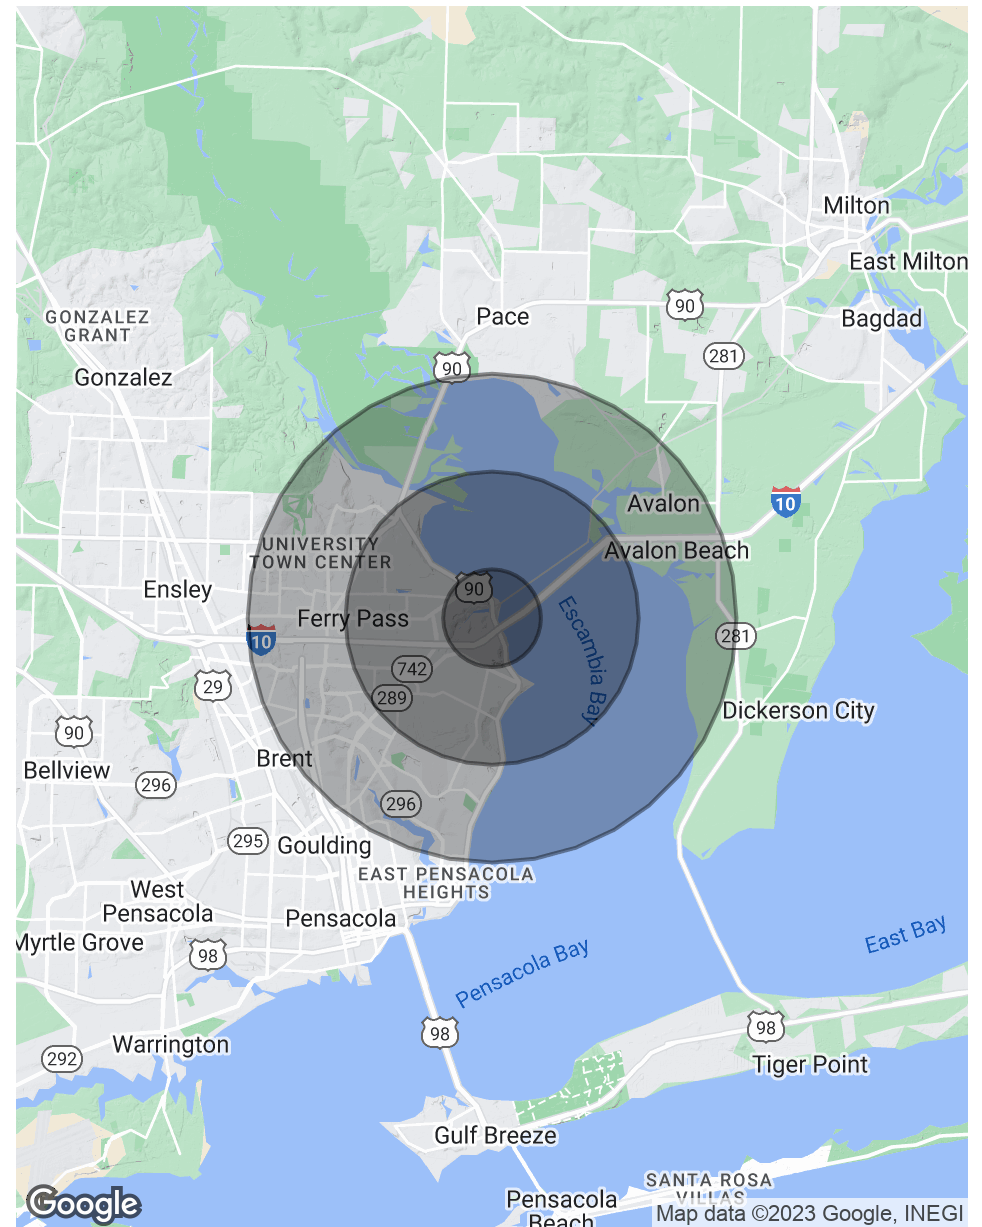 Milton
East Milton
90
Pace
Bagdad
GONZALEZ
GRANT
281
90
Gonzalez
10
Avalon
UNIVERSITY
TOWN CENTER
Avalon Beach
Ensley
90
Escambia Bay
Ferry Pass
10
281
742
29
289
Dickerson City
90
Brent
Bellview
296
296
295
Goulding
EAST PENSACOLA
HEIGHTS
West
Pensacola
Pensacola
Myrtle Grove
East Bay
98
Pensacola Bay
98
98
Warrington
292
Tiger Point
Gulf Breeze
SANTA ROSA
VILLAS
Pensacola
Beach
Google
Map data ©2023 Google, INEGI